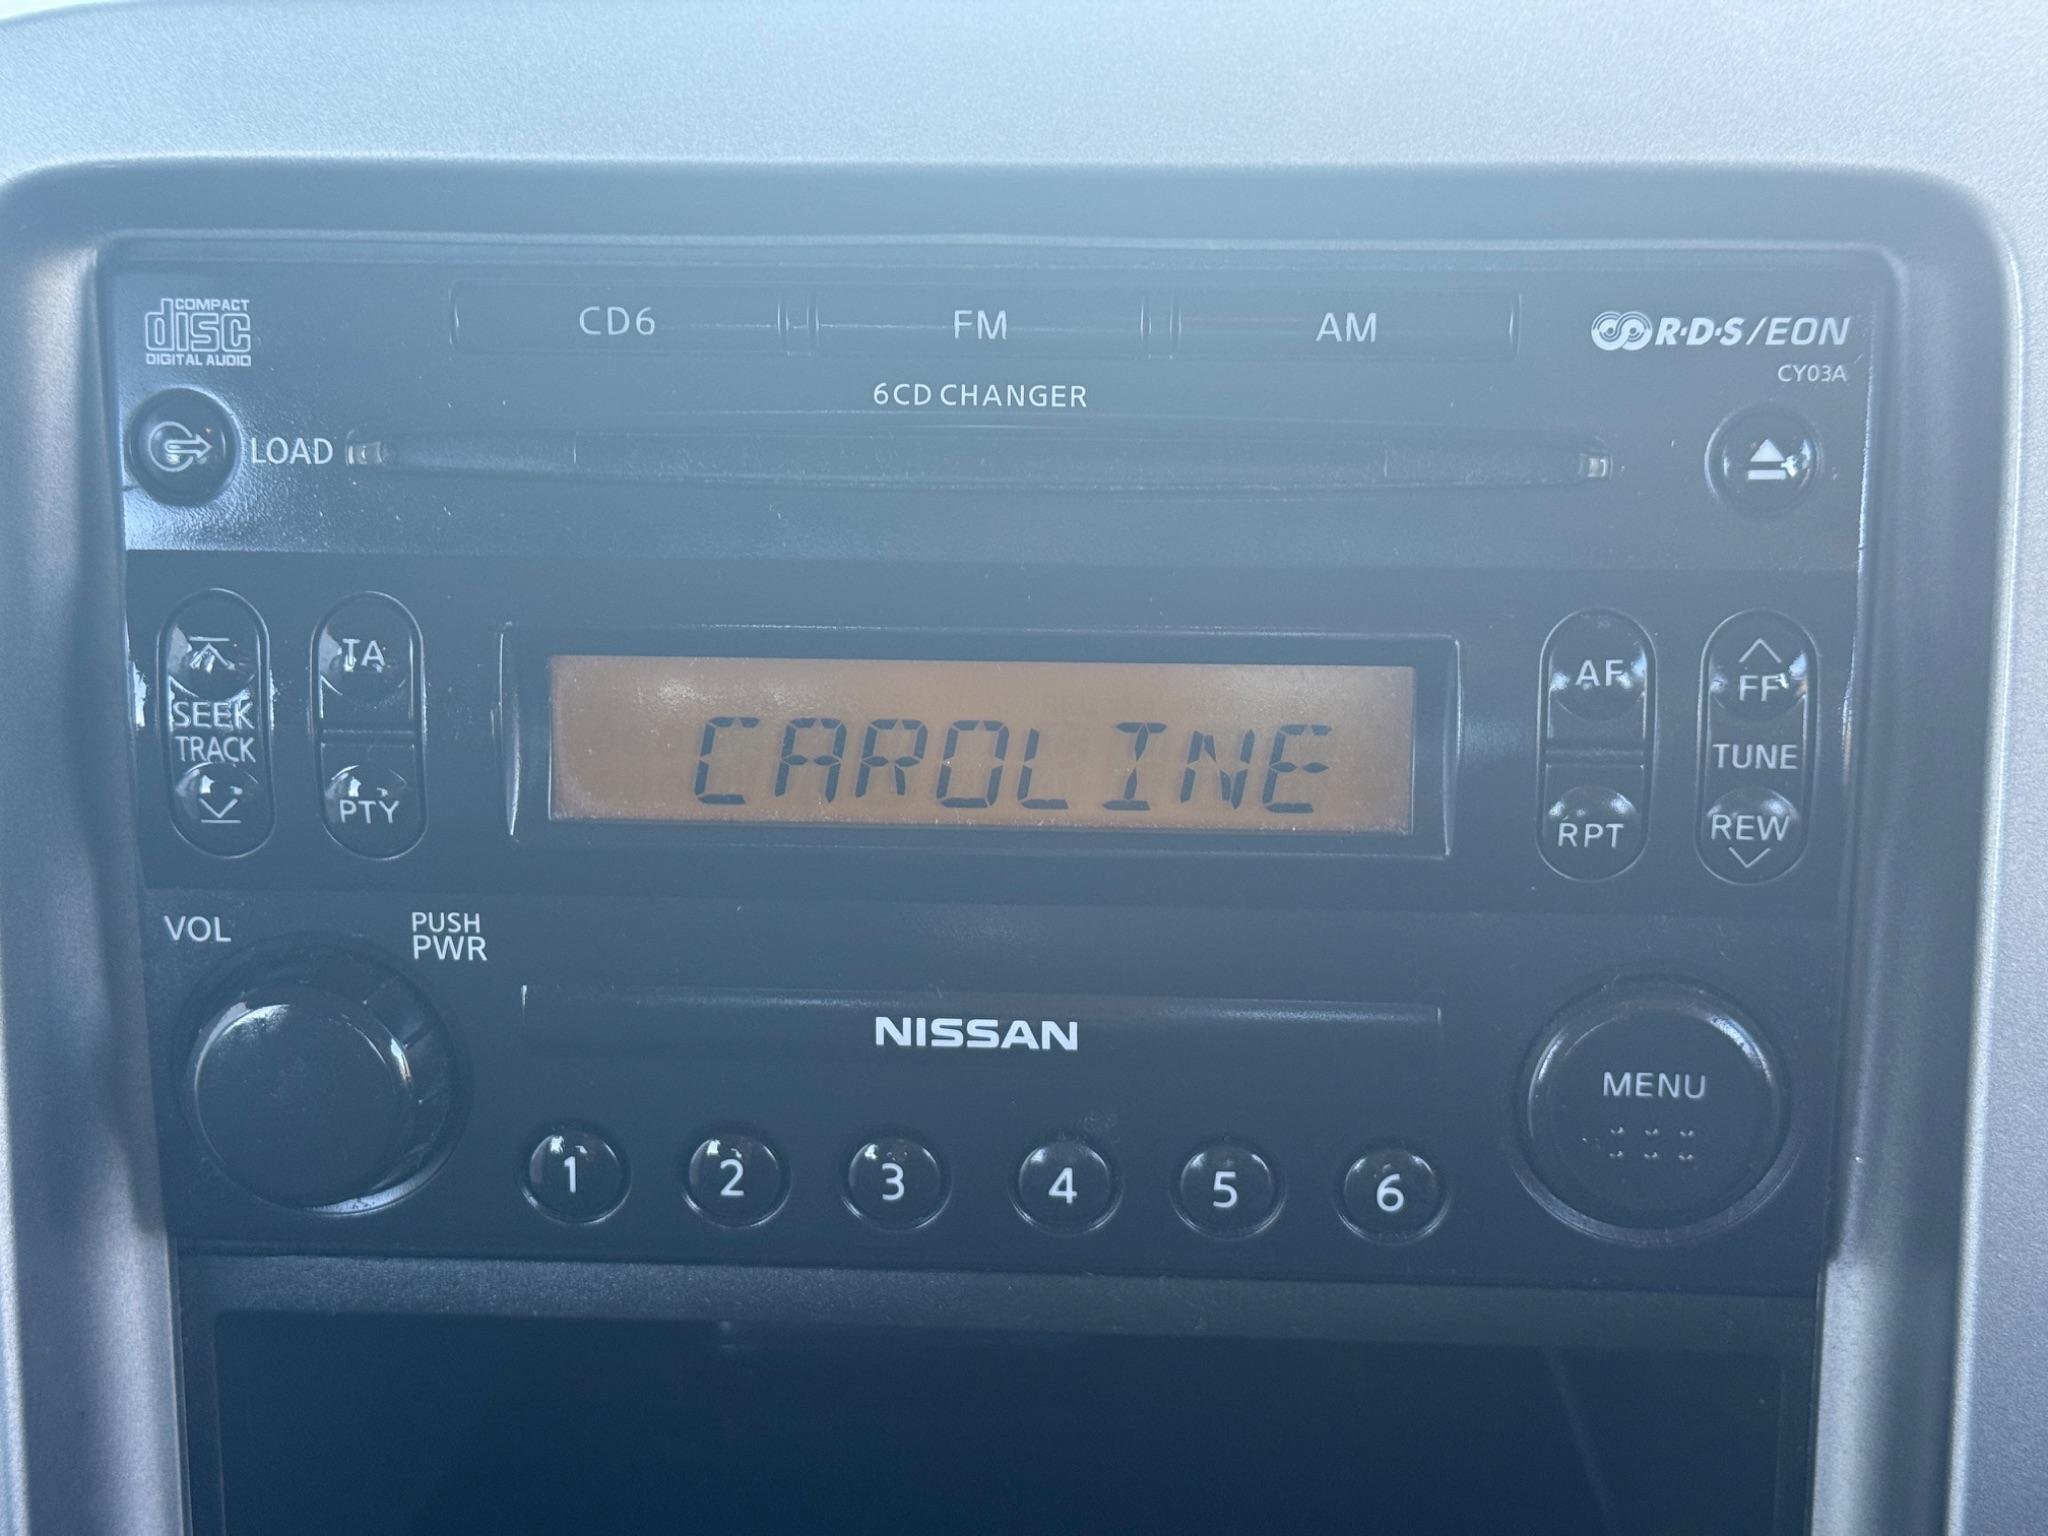 COMPACT
disc
DIGITAL AUDIO
CD6
FM
AM
R·D·S/EON
CY03A
6CD CHANGER
LOAD
SEEK
TRACK
TA
PTY
CAROLINE
AF
RPT
FF
TUNE
REW
VOL
PUSH
PWR
NISSAN
MENU
1 2 3 4 5 6